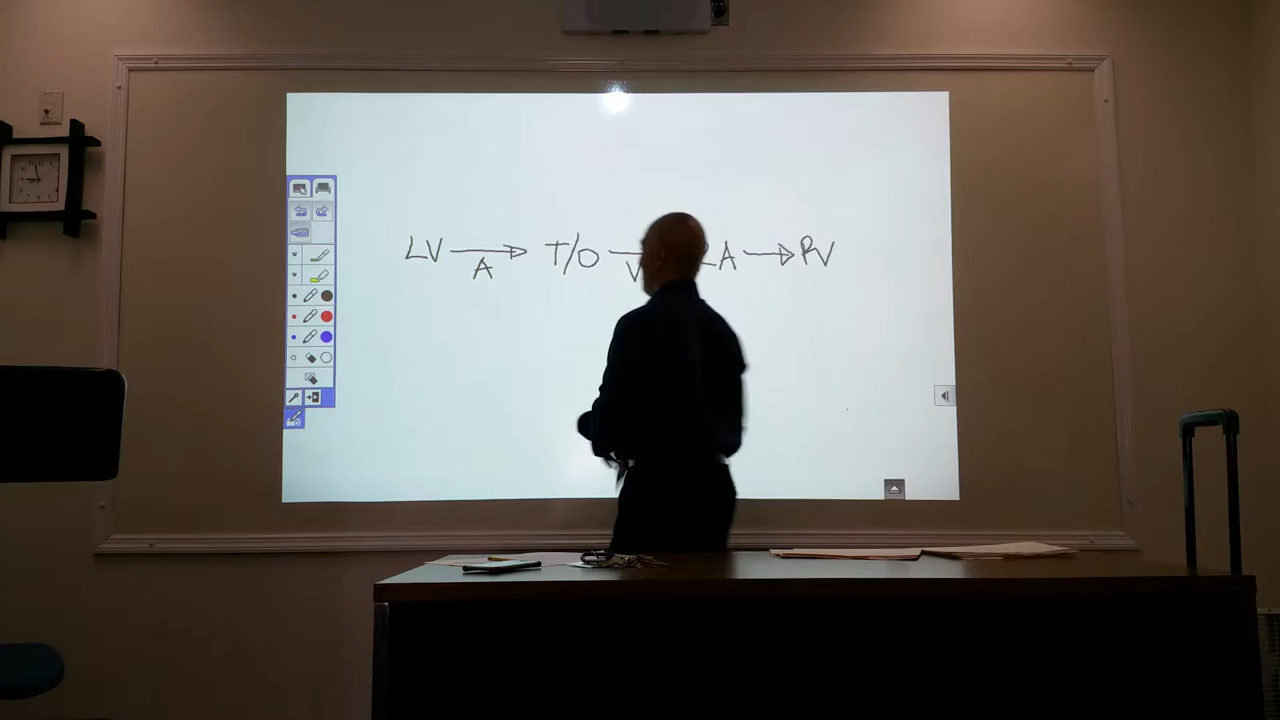 LV → T/O — A → RV
A V